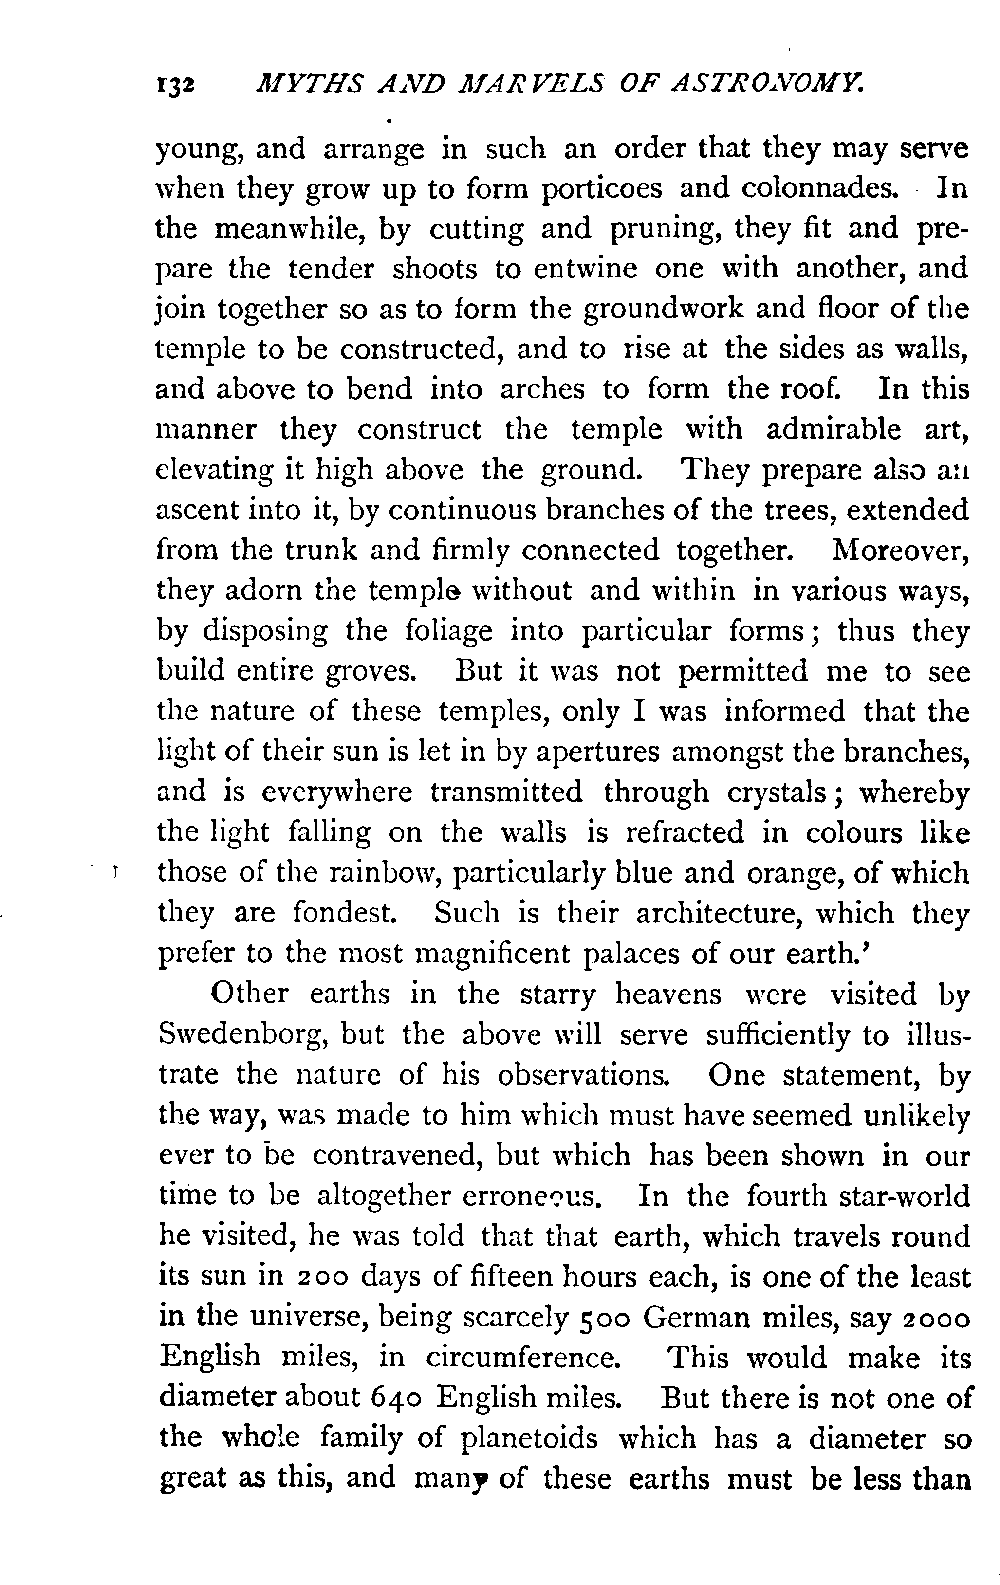 132 MYTHS AND MARVELS OF ASTRONOMY.
young, and arrange in such an order that they may serve
when they grow up to form porticoes and colonnades. In
the meanwhile, by cutting and pruning, they fit and pre-
pare the tender shoots to entwine one with another, and
join together so as to form the groundwork and floor of the
temple to be constructed, and to rise at the sides as walls,
and above to bend into arches to form the roof. In this
manner they construct the temple with admirable art,
elevating it high above the ground. They prepare also an
ascent into it, by continuous branches of the trees, extended
from the trunk and firmly connected together. Moreover,
they adorn the temple without and within in various ways,
by disposing the foliage into particular forms; thus they
build entire groves. But it was not permitted me to see
the nature of these temples, only I was informed that the
light of their sun is let in by apertures amongst the branches,
and is everywhere transmitted through crystals; whereby
the light falling on the walls is refracted in colours like
those of the rainbow, particularly blue and orange, of which
they are fondest. Such is their architecture, which they
prefer to the most magnificent palaces of our earth.'
Other earths in the starry heavens were visited by
Swedenborg, but the above will serve sufficiently to illus-
trate the nature of his observations. One statement, by
the way, was made to him which must have seemed unlikely
ever to be contravened, but which has been shown in our
time to be altogether erroneous. In the fourth star-world
he visited, he was told that that earth, which travels round
its sun in 200 days of fifteen hours each, is one of the least
in the universe, being scarcely 500 German miles, say 2000
English miles, in circumference. This would make its
diameter about 640 English miles. But there is not one of
the whole family of planetoids which has a diameter so
great as this, and many of these earths must be less than